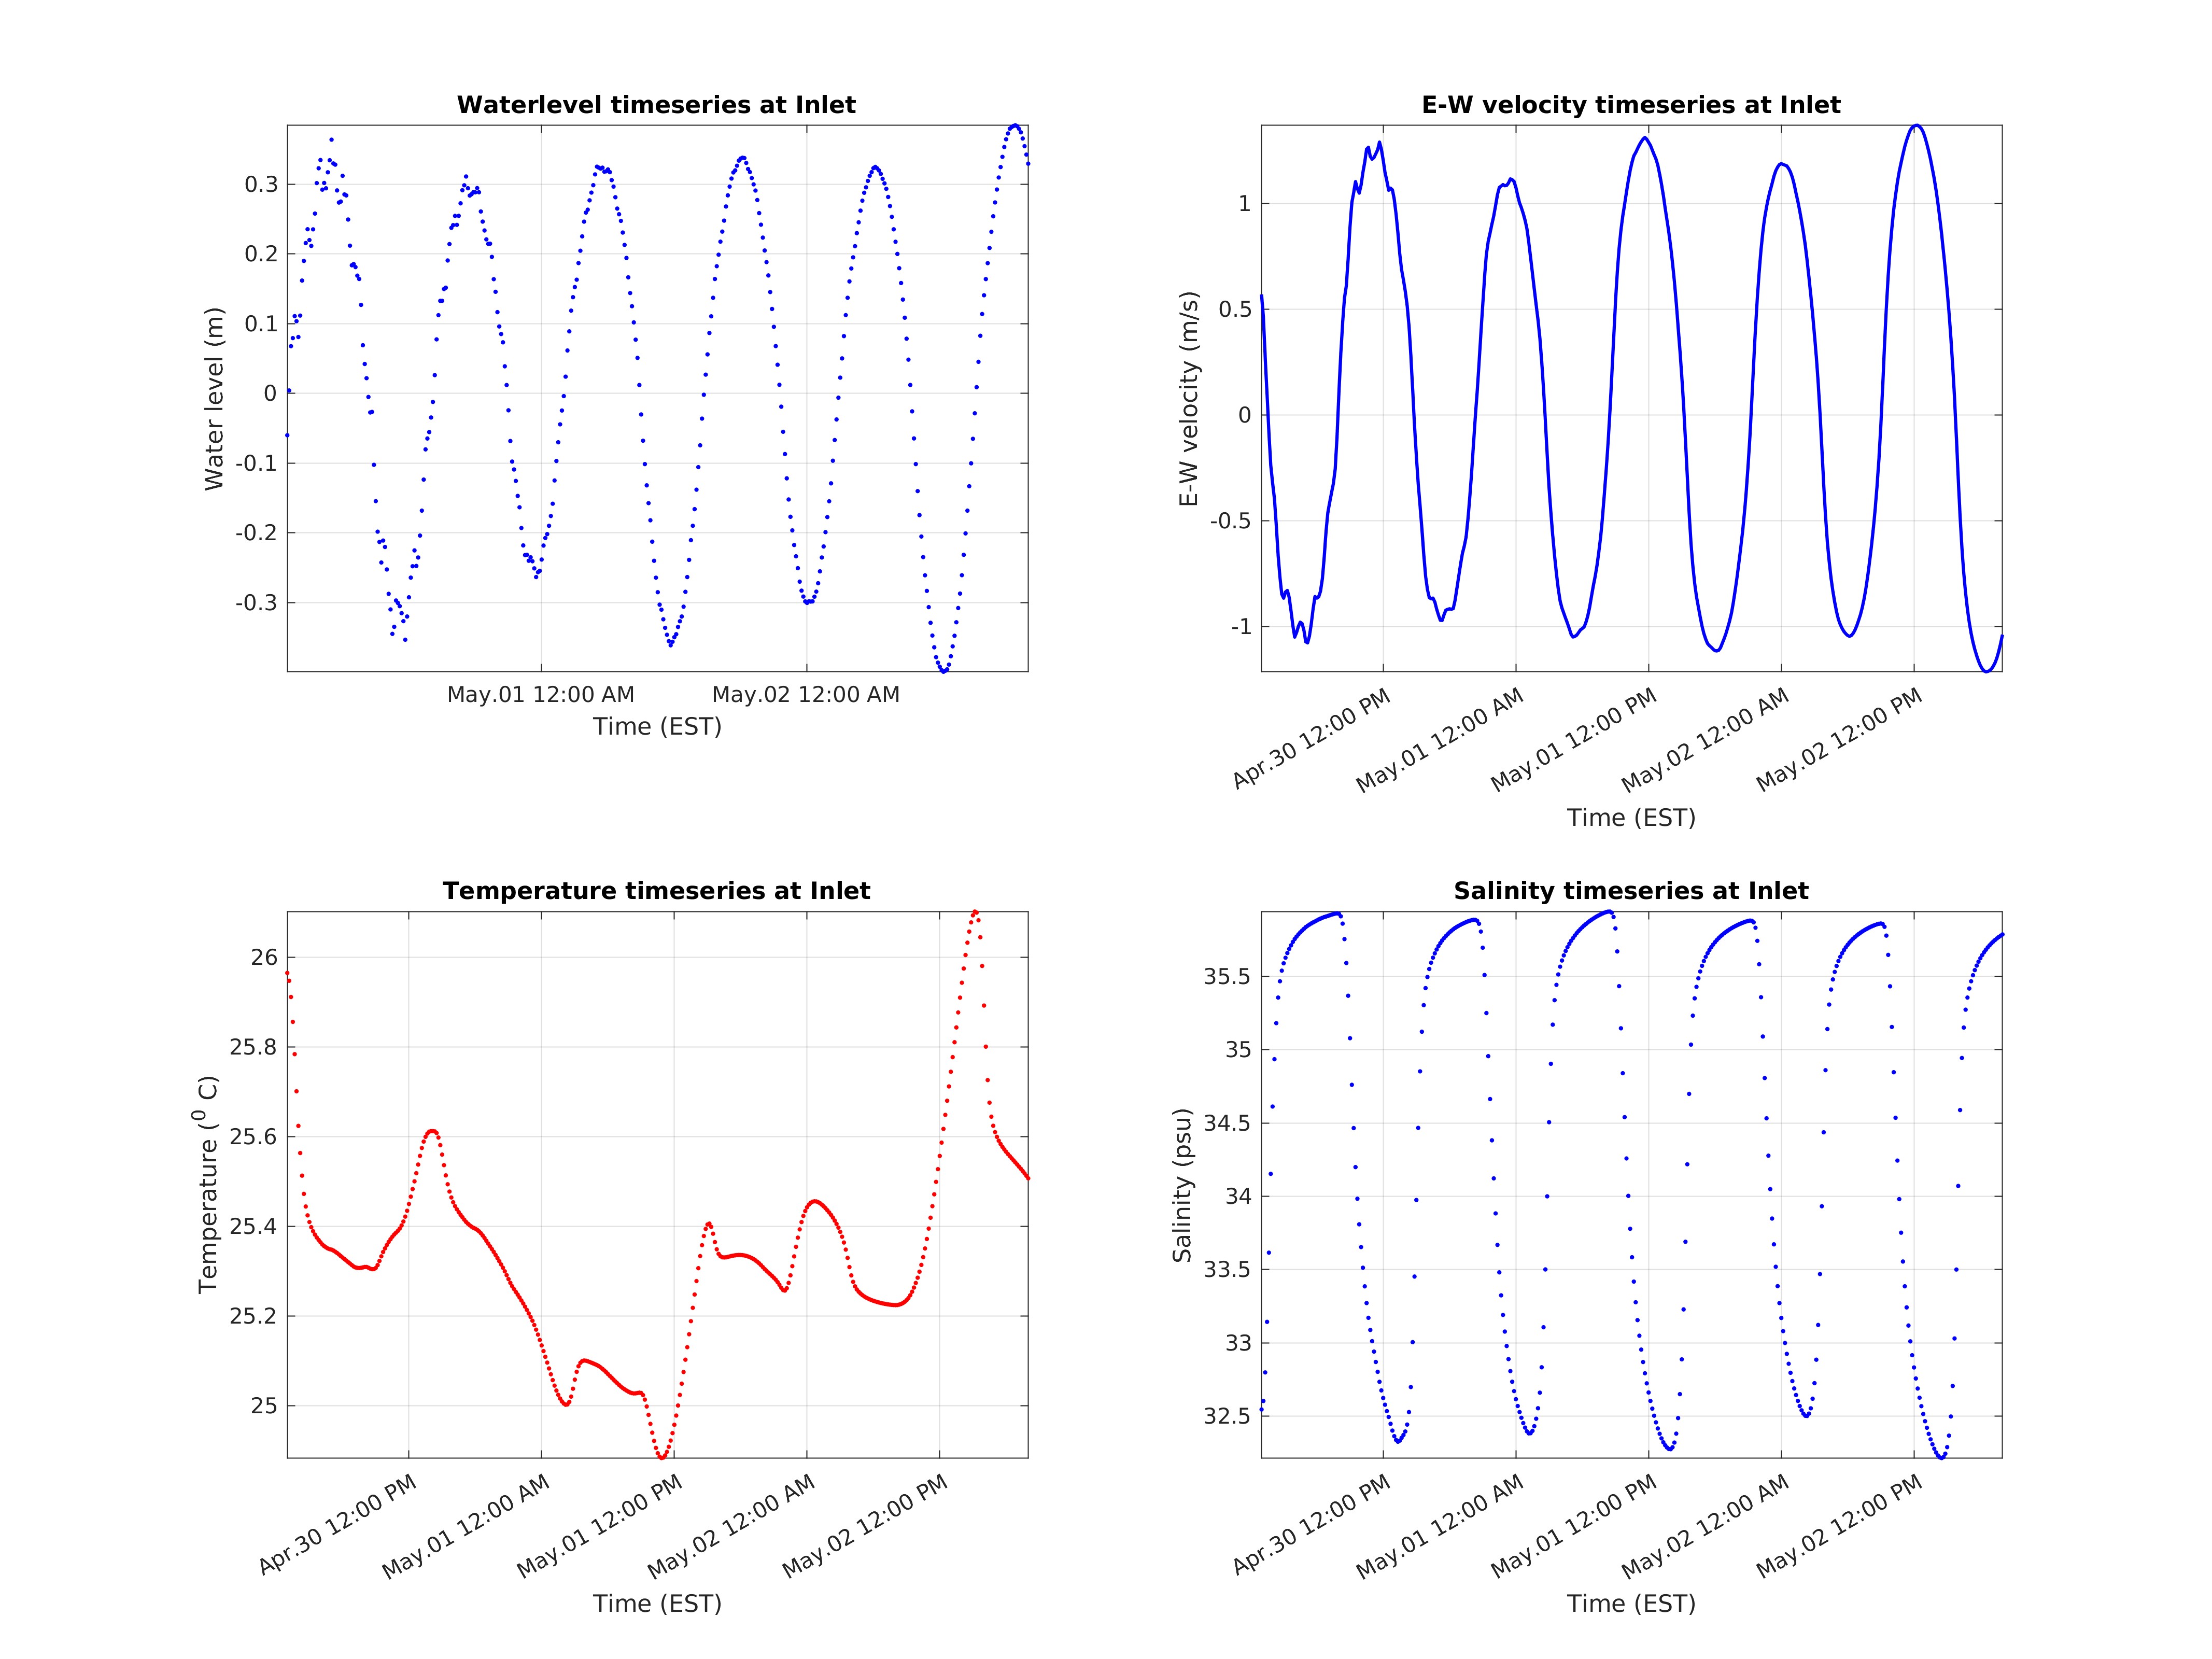 Waterlevel timeseries at Inlet
0.3
0.2
0.1
0
-0.1
-0.2
-0.3
Water level (m)
May.01 12:00 AM
May.02 12:00 AM
Time (EST)
E-W velocity timeseries at Inlet
1
0.5
0
-0.5
-1
E-W velocity (m/s)
Apr.30 12:00 PM
May.01 12:00 AM
May.01 12:00 PM
May.02 12:00 AM
May.02 12:00 PM
Time (EST)
Temperature timeseries at Inlet
26
25.8
25.6
25.4
25.2
25
Temperature (⁰ C)
Apr.30 12:00 PM
May.01 12:00 AM
May.01 12:00 PM
May.02 12:00 AM
May.02 12:00 PM
Time (EST)
Salinity timeseries at Inlet
35.5
35
34.5
34
33.5
33
32.5
Salinity (psu)
Apr.30 12:00 PM
May.01 12:00 AM
May.01 12:00 PM
May.02 12:00 AM
May.02 12:00 PM
Time (EST)